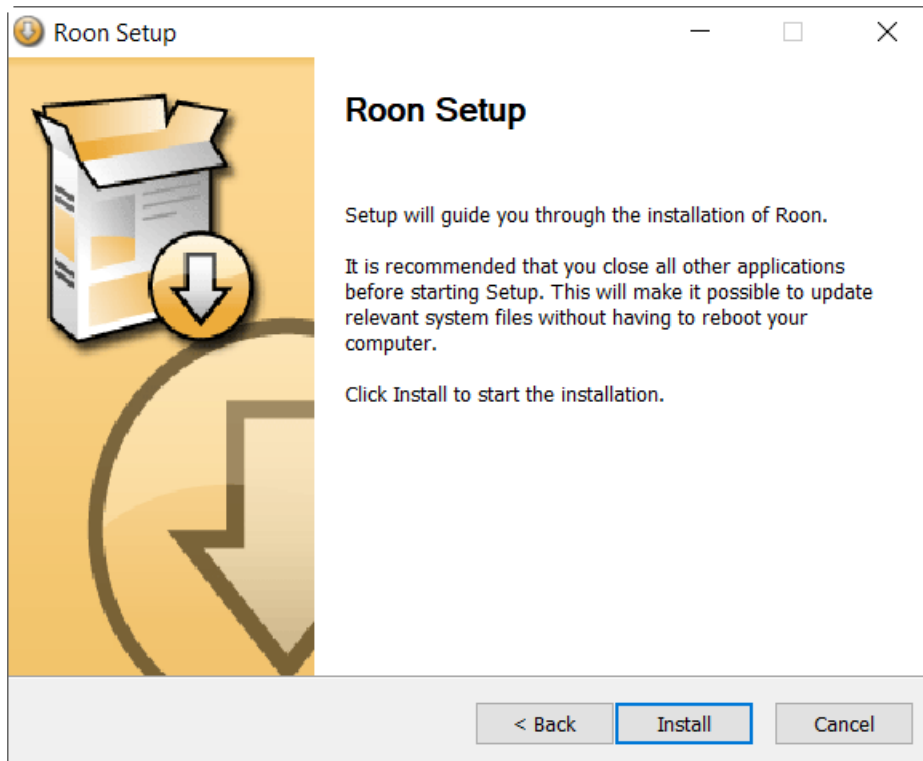 Roon Setup
Roon Setup
Setup will guide you through the installation of Roon.
It is recommended that you close all other applications
before starting Setup. This will make it possible to update
relevant system files without having to reboot your
computer.
Click Install to start the installation.
< Back Install Cancel